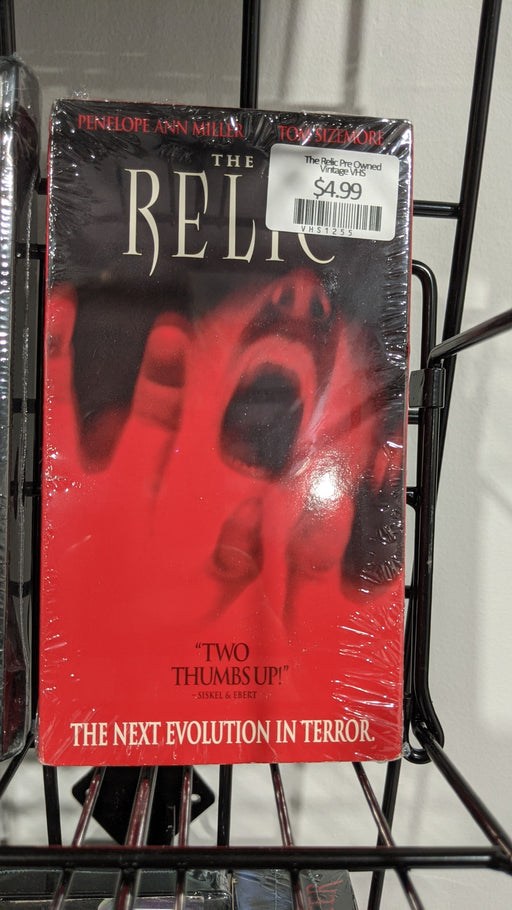 PENELOPE ANN MILLER
TOM SIZEMORE
THE
RELIC
The Relic Pre Owned
Vintage VHS
$4.99
VHS1255
"TWO
THUMBS UP!"
–SISKEL & EBERT
THE NEXT EVOLUTION IN TERROR.